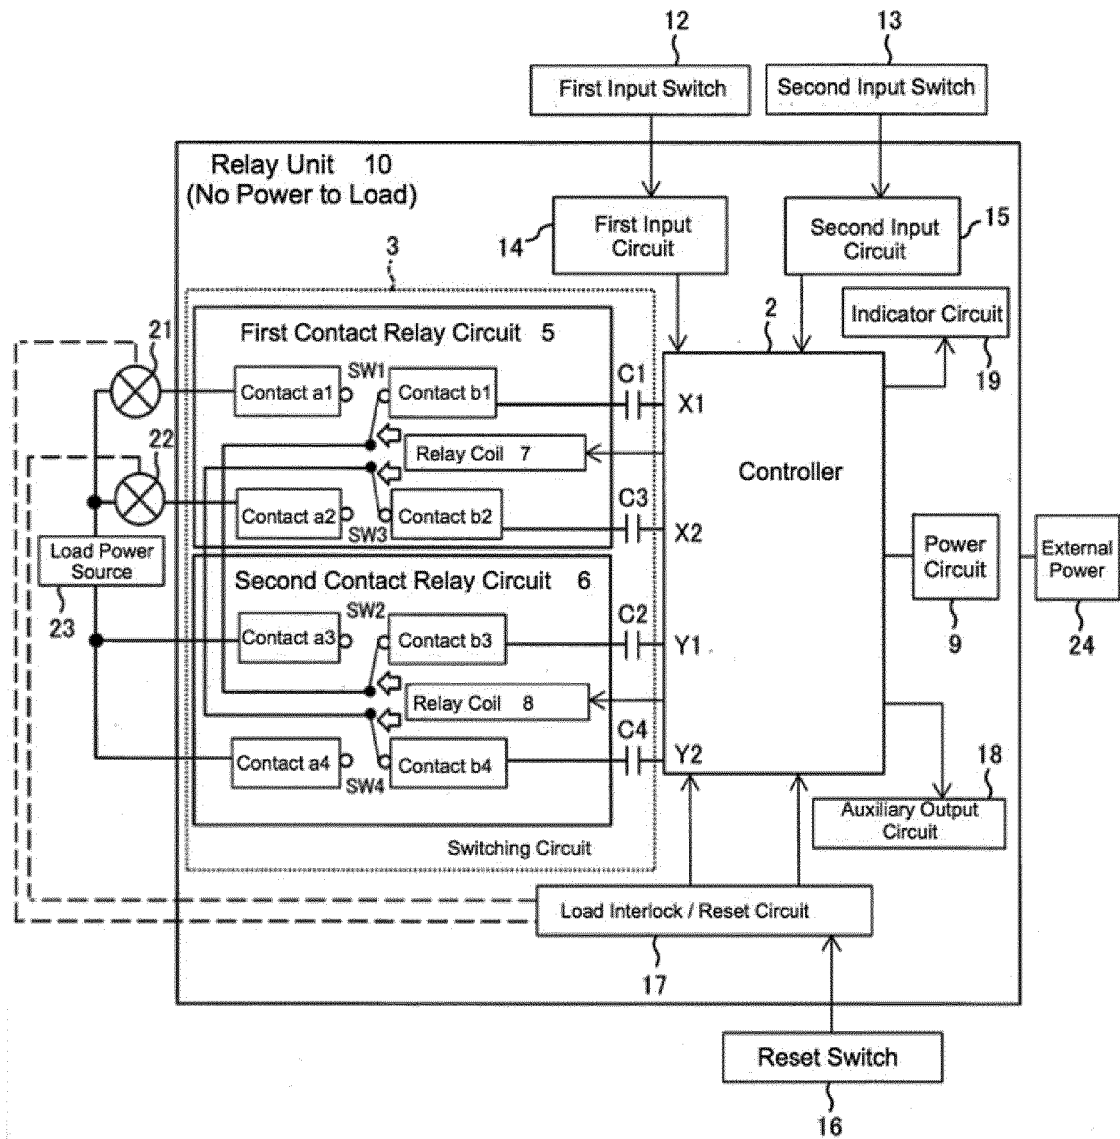 12
13
First Input Switch
Second Input Switch
Relay Unit 10
(No Power to Load)
First Input
Circuit
14
Second Input
Circuit
15
3
2
Indicator Circuit
19
First Contact Relay Circuit 5
21
Contact a1
SW1
Contact b1
C1
X1
Relay Coil 7
Controller
22
Contact a2
SW3
Contact b2
C3
X2
Load Power
Source
23
Power
Circuit
9
External
Power
24
Second Contact Relay Circuit 6
Contact a3
SW2
Contact b3
C2
Y1
Relay Coil 8
Contact a4
SW4
Contact b4
C4
Y2
18
Auxiliary Output
Circuit
Switching Circuit
Load Interlock / Reset Circuit
17
Reset Switch
16